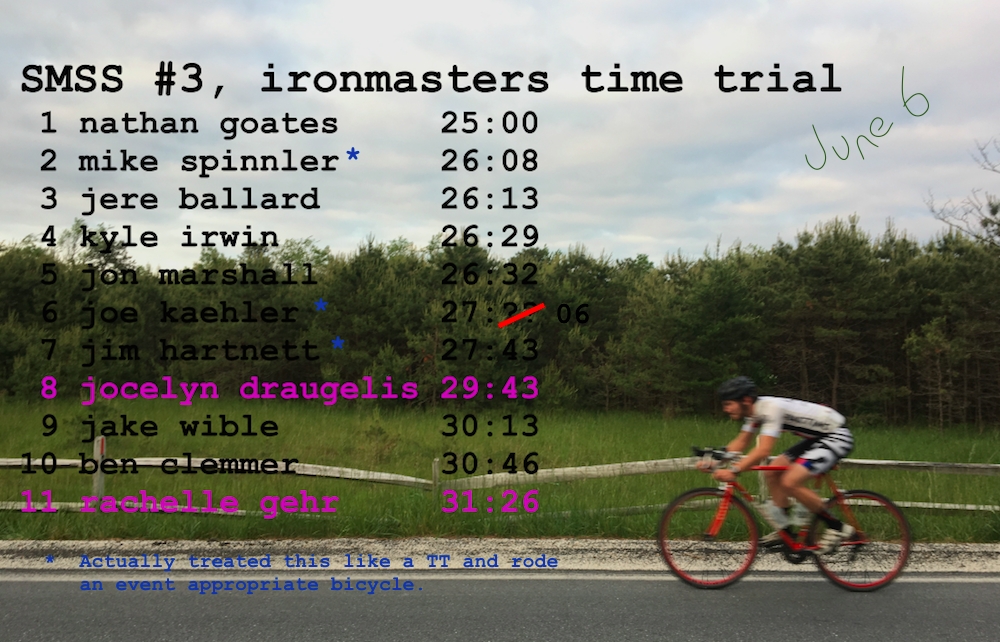 SMSS #3, ironmasters time trial
June 6
1 nathan goates 25:00
2 mike spinnler* 26:08
3 jere ballard 26:13
4 kyle irwin 26:29
5 jon marshall 26:32
6 joe kaehler * 27:?? 06
7 jim hartnett * 27:43
8 jocelyn draugelis 29:43
9 jake wible 30:13
10 ben clemmer 30:46
11 rachelle gehr 31:26
* Actually treated this like a TT and rode
an event appropriate bicycle.